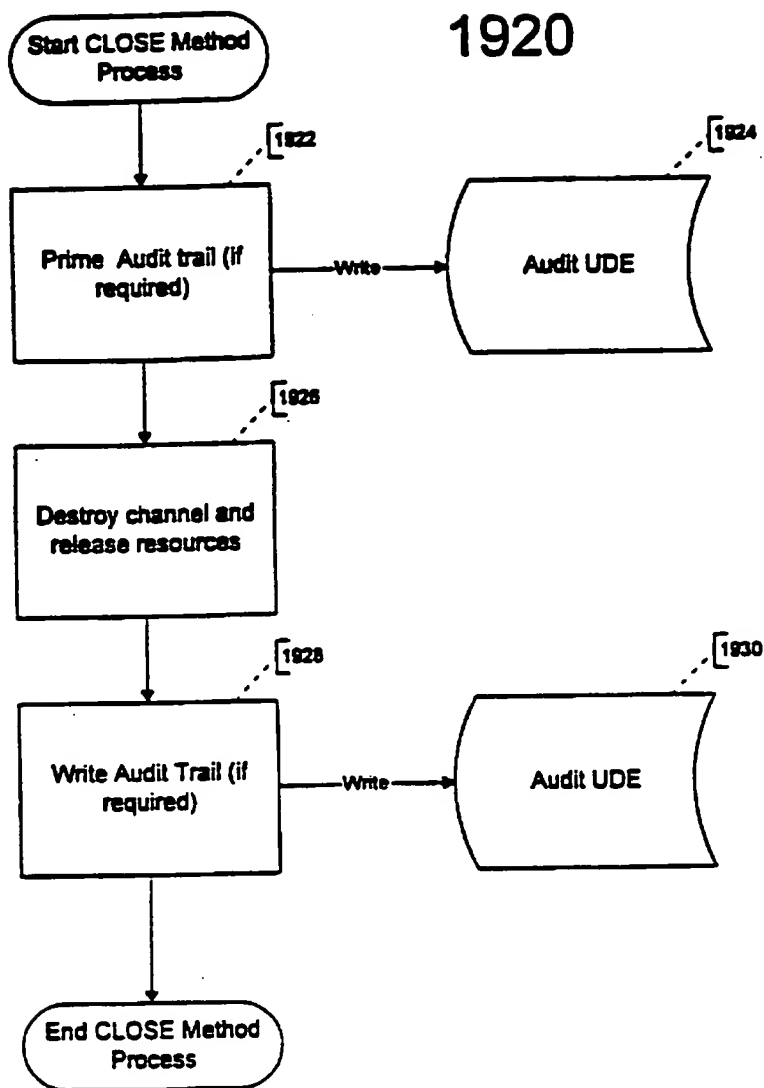 1920
Start CLOSE Method
Process
1922
1924
Prime Audit trail (if
required)
Write
Audit UDE
1926
Destroy channel and
release resources
1928
1930
Write Audit Trail (if
required)
Write
Audit UDE
End CLOSE Method
Process